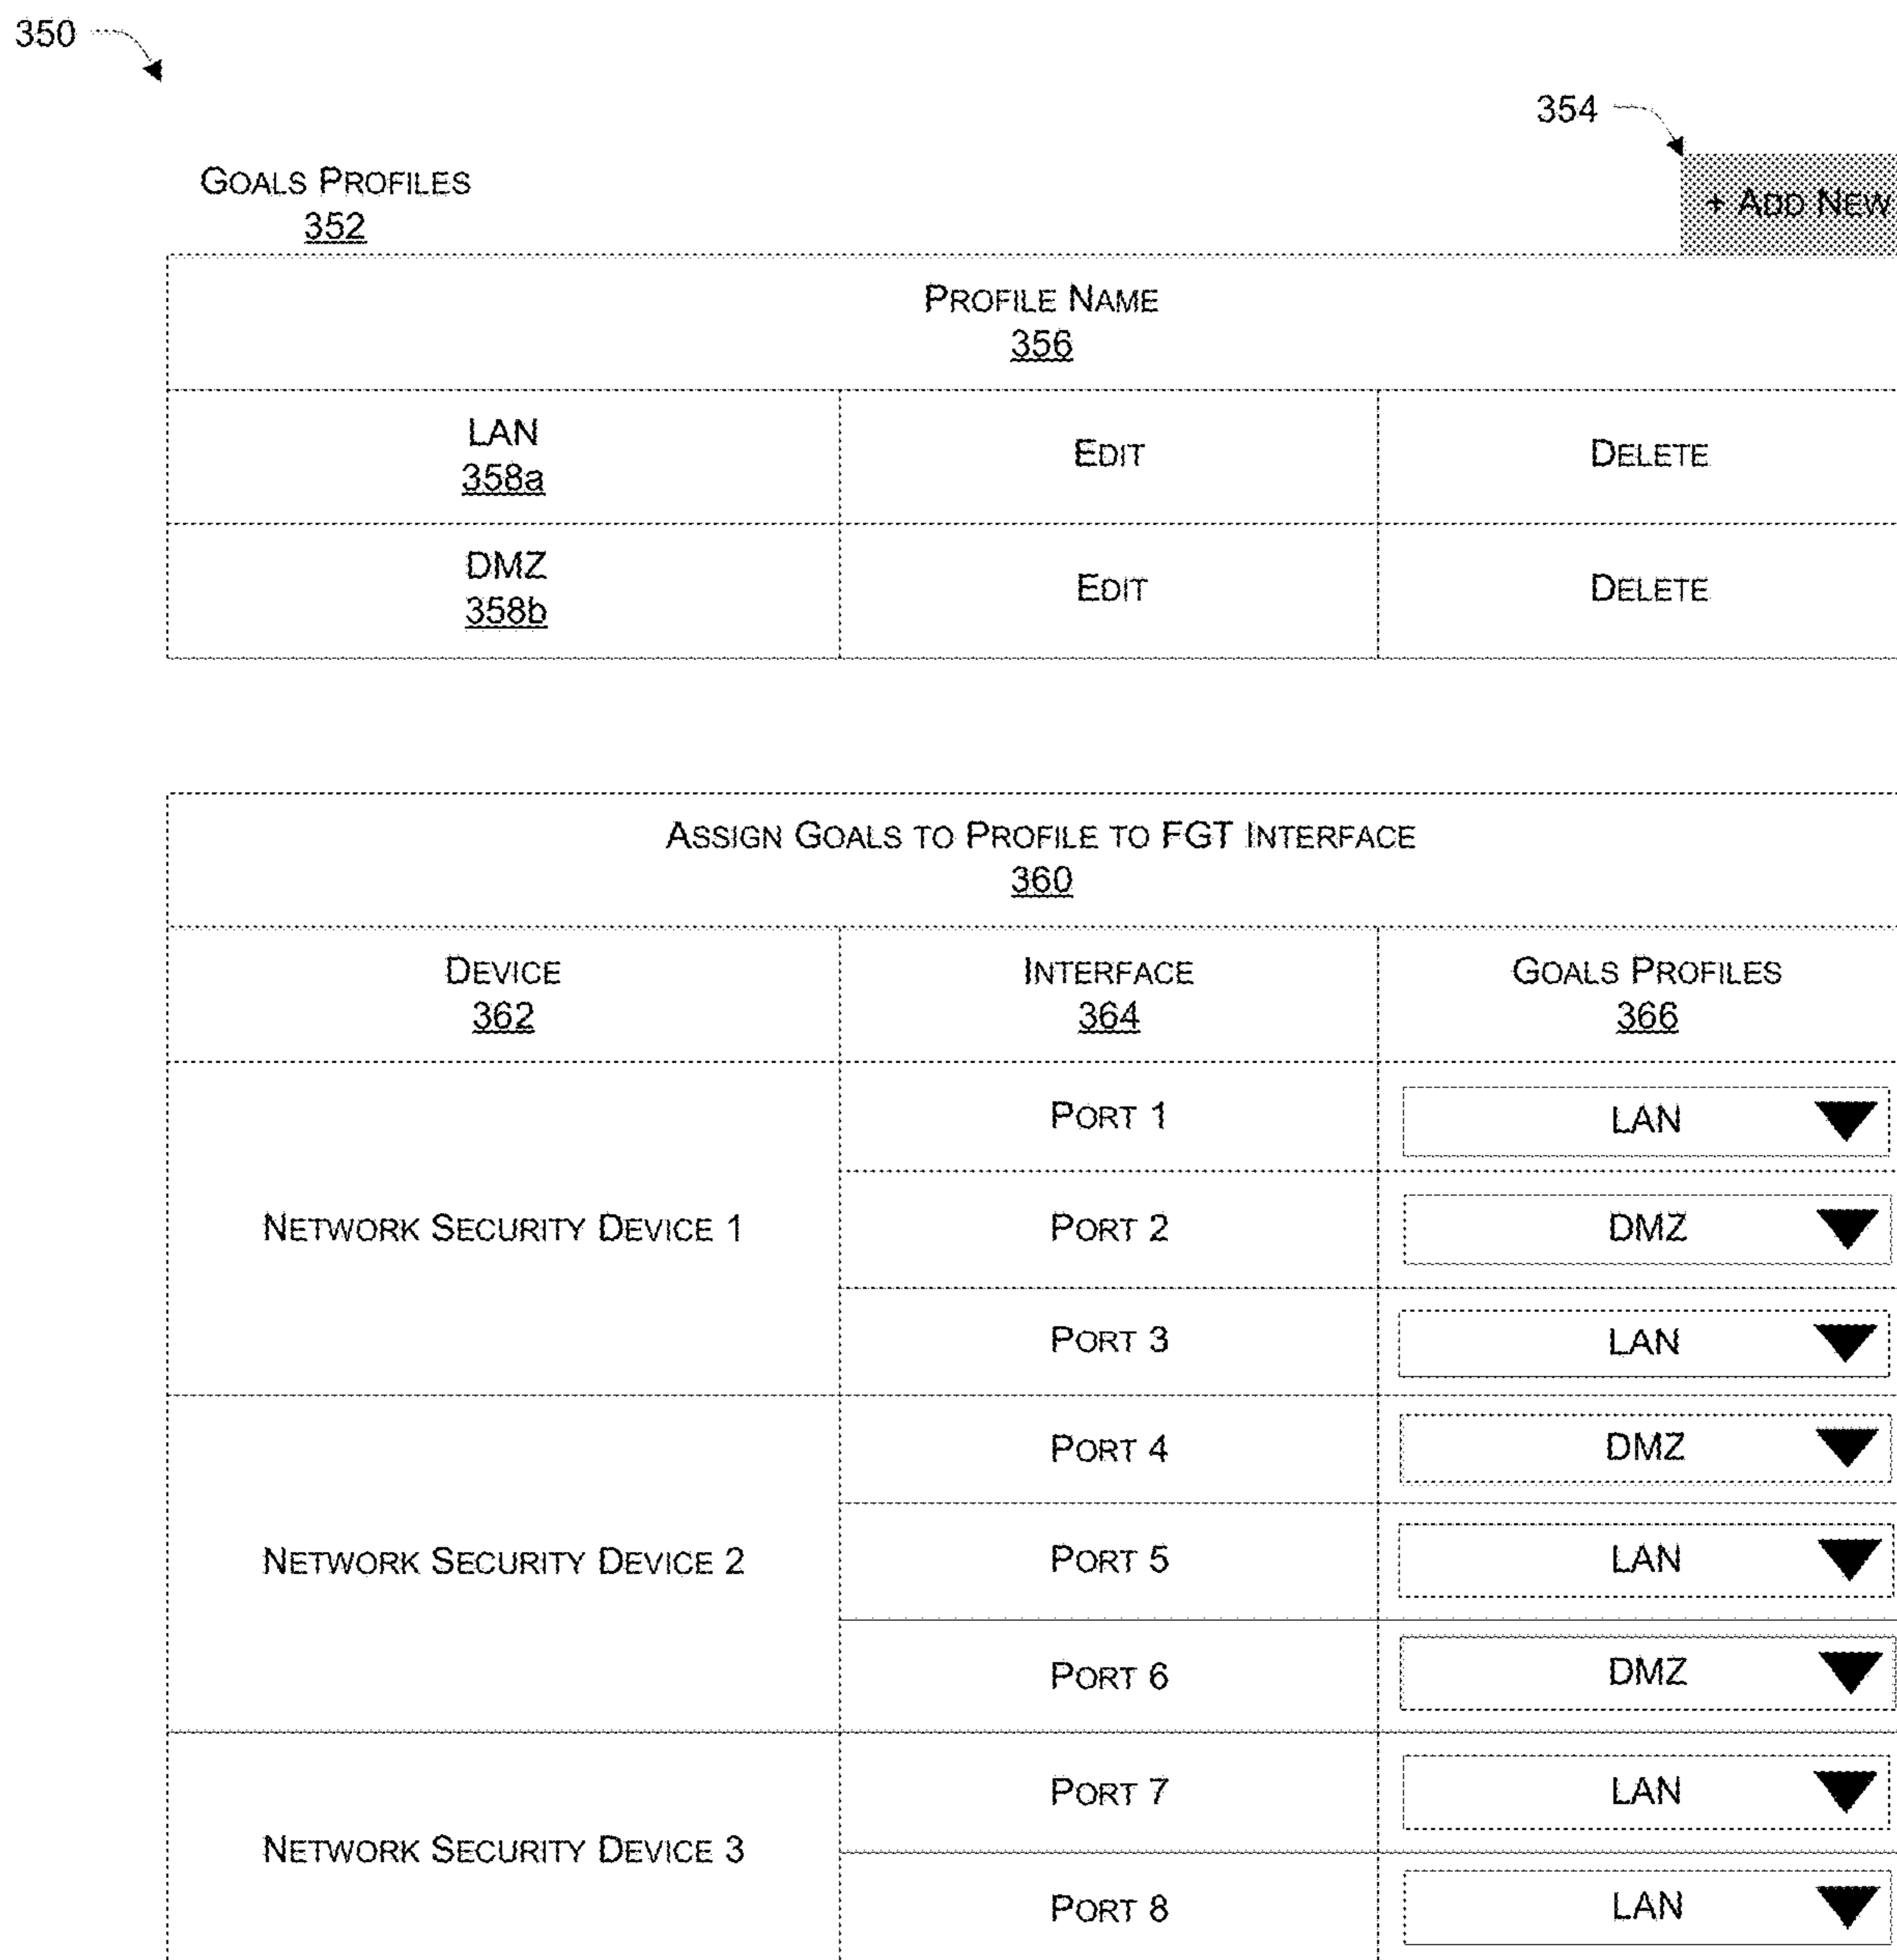 350
354
GOALS PROFILES
352
+ ADD NEW
PROFILE NAME
356
LAN
358a
EDIT
DELETE
DMZ
358b
EDIT
DELETE
ASSIGN GOALS TO PROFILE TO FGT INTERFACE
360
DEVICE
362
INTERFACE
364
GOALS PROFILES
366
NETWORK SECURITY DEVICE 1
PORT 1
LAN
PORT 2
DMZ
PORT 3
LAN
NETWORK SECURITY DEVICE 2
PORT 4
DMZ
PORT 5
LAN
PORT 6
DMZ
NETWORK SECURITY DEVICE 3
PORT 7
LAN
PORT 8
LAN